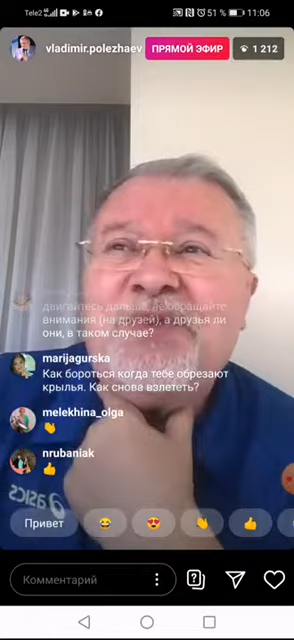 Tele2 4G 51 % 11:06
vladimir.polezhaev ПРЯМОЙ ЭФИР 1 212
двигайтесь дальше, не обращайте
внимания (на друзей), а друзья ли
они, в таком случае?
marijagurska
Как бороться когда тебе обрезают
крылья. Как снова взлететь?
melekhina_olga
👏
nrubaniak
👍
asics
Привет 😂 😍 👏 👍
Комментарий